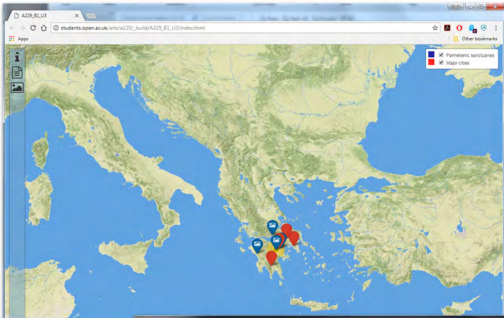 A229_B1_U3
students.open.ac.uk/arts/a229/_build/A229_B1_U3/index.html
Apps
Other bookmarks
Panhellenic sanctuaries
Major cities